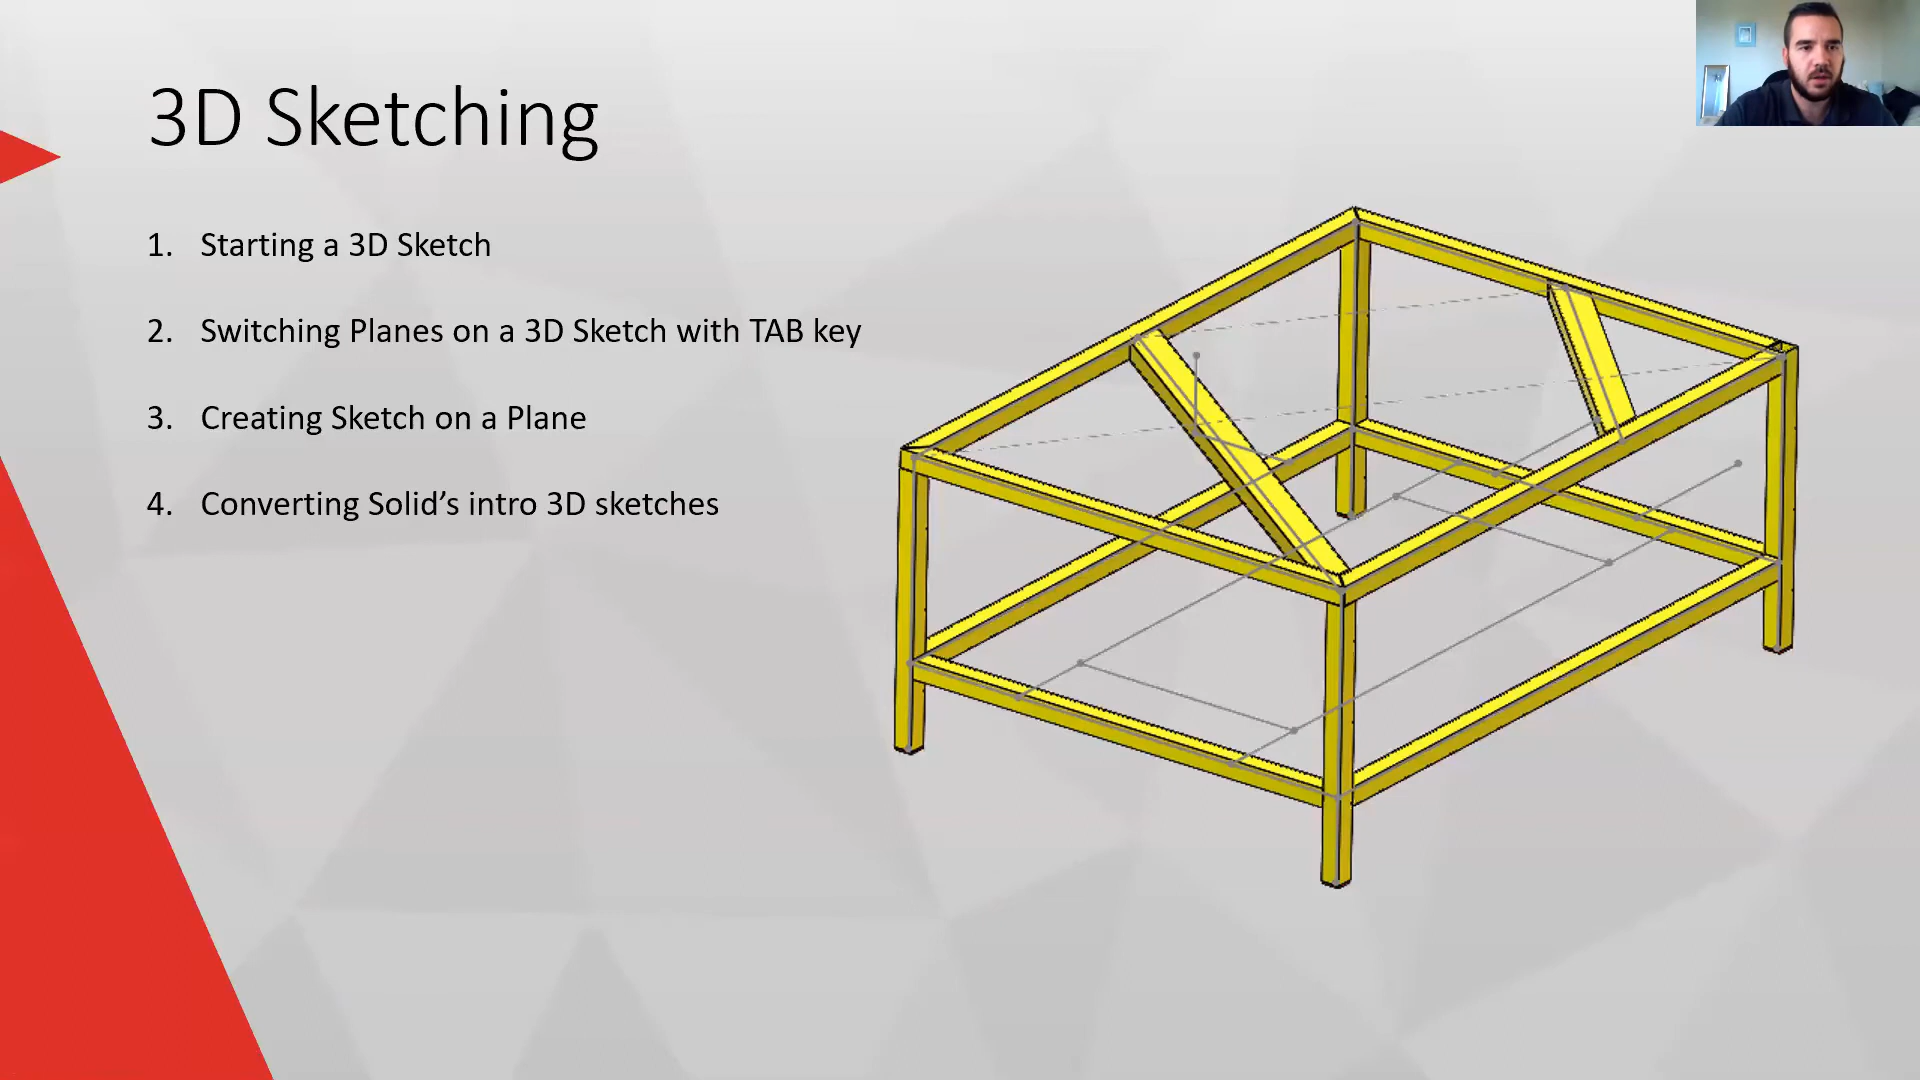 3D Sketching
1. Starting a 3D Sketch
2. Switching Planes on a 3D Sketch with TAB key
3. Creating Sketch on a Plane
4. Converting Solid’s intro 3D sketches